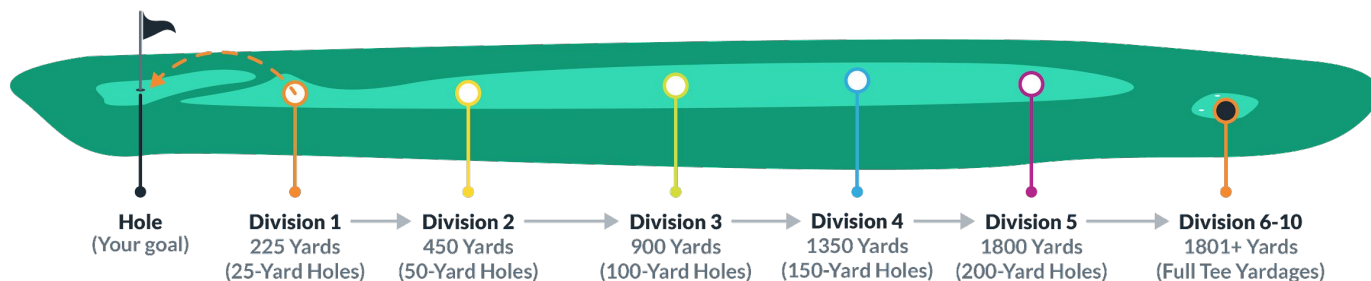 Hole
(Your goal)
Division 1
225 Yards
(25-Yard Holes)
Division 2
450 Yards
(50-Yard Holes)
Division 3
900 Yards
(100-Yard Holes)
Division 4
1350 Yards
(150-Yard Holes)
Division 5
1800 Yards
(200-Yard Holes)
Division 6-10
1801+ Yards
(Full Tee Yardages)